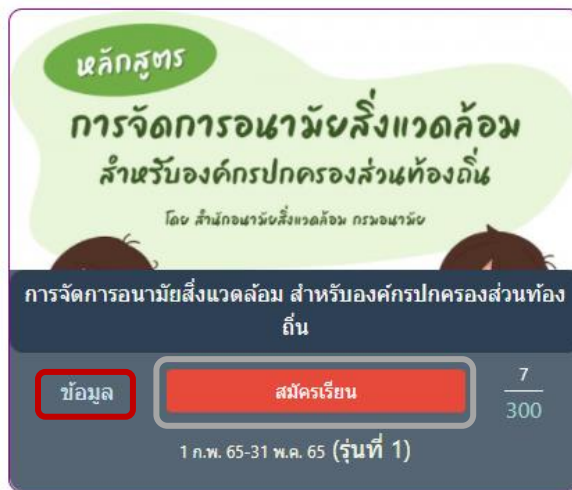 หลักสูตร
การจัดการอนามัยสิ่งแวดล้อม
สำหรับองค์กรปกครองส่วนท้องถิ่น
โดย สำนักอนามัยสิ่งแวดล้อม กรมอนามัย
การจัดการอนามัยสิ่งแวดล้อม สำหรับองค์กรปกครองส่วนท้อง
ถิ่น
ข้อมูล
สมัครเรียน
7
300
1 ก.พ. 65-31 พ.ค. 65 (รุ่นที่ 1)